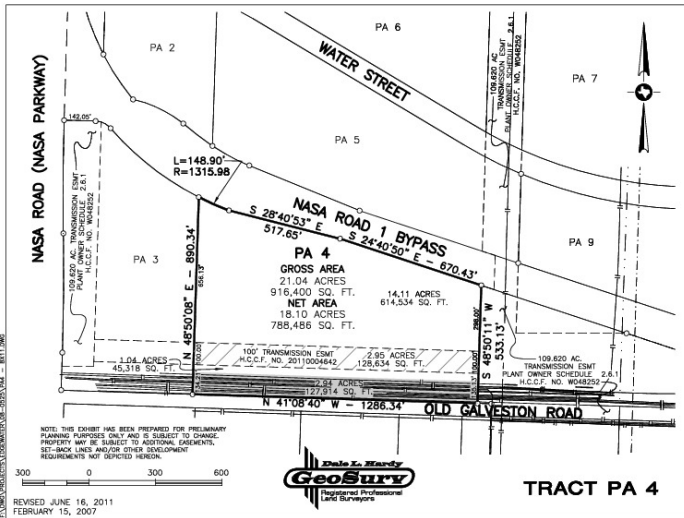 PA 6
PA 2
WATER STREET
PA 7
109.620 AC
TRANSMISSION ESMT
PLANT OWNER SCHEDULE 2.6.1
H.C.C.F. NO. W048252
NASA ROAD (NASA PARKWAY)
142.05'
PA 5
L=148.90'
R=1315.98
NASA ROAD 1 BYPASS
S 28°40'53" E
517.65'
S 24°40'50" E - 670.43'
PA 9
109.620 AC. TRANSMISSION ESMT
PLANT OWNER SCHEDULE 2.6.1
H.C.C.F. NO. W048252
PA 3
N 48°50'08" E - 890.34'
656.13'
PA 4
GROSS AREA
21.04 ACRES
916,400 SQ. FT.
NET AREA
18.10 ACRES
788,486 SQ. FT.
14.11 ACRES
614,534 SQ. FT.
S 48°50'11" W
533.13'
100.00'
100.00'
1.04 ACRES
45,318 SQ. FT.
100' TRANSMISSION ESMT
H.C.C.F. NO. 20110004642
2.95 ACRES
128,634 SQ. FT.
109.620 AC.
TRANSMISSION ESMT
PLANT OWNER SCHEDULE 2.6.1
H.C.C.F. NO. W048252
2.94 ACRES
127,914 SQ. FT.
N 41°08'40" W - 1286.34'
OLD GALVESTON ROAD
NOTE: THIS EXHIBIT HAS BEEN PREPARED FOR PRELIMINARY
PLANNING PURPOSES ONLY AND IS SUBJECT TO CHANGE.
PROPERTY MAY BE SUBJECT TO ADDITIONAL EASEMENTS,
SET-BACK LINES AND/OR OTHER DEVELOPMENT
REQUIREMENTS NOT DEPICTED HEREON.
300 0 300 600
Dale L. Hardy
GeoSurv
Registered Professional
Land Surveyors
TRACT PA 4
REVISED JUNE 16, 2011
FEBRUARY 15, 2007